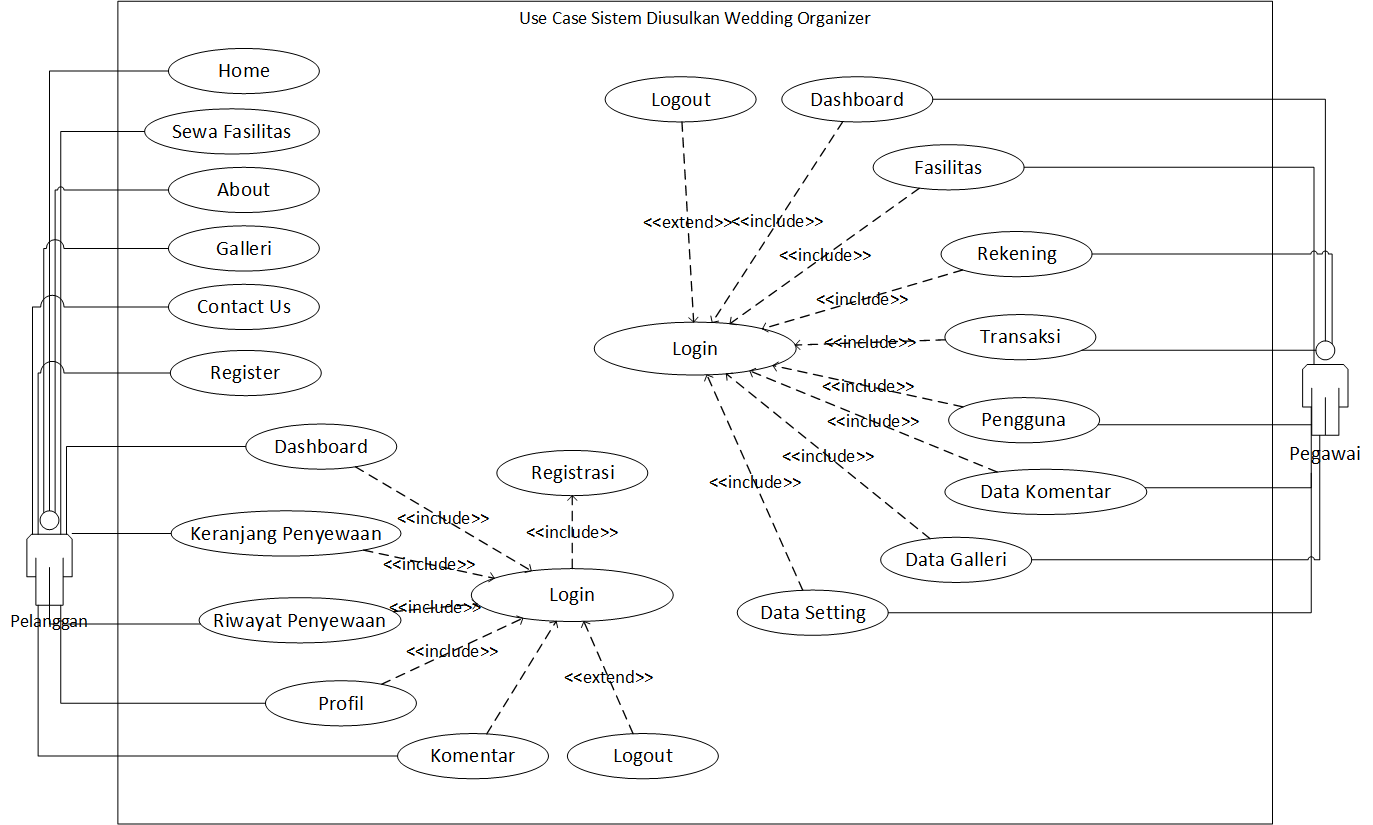 Use Case Sistem Diusulkan Wedding Organizer
Home
Sewa Fasilitas
About
Galleri
Contact Us
Register
Dashboard
Keranjang Penyewaan
Riwayat Penyewaan
Profil
Komentar
Logout
Registrasi
Login
<<include>>
<<include>>
<<include>>
<<include>>
<<include>>
<<extend>>
Pelanggan
Logout
Dashboard
Fasilitas
Rekening
Transaksi
Pengguna
Data Komentar
Data Galleri
Data Setting
Login
<<extend>>
<<include>>
<<include>>
<<include>>
<<include>>
<<include>>
<<include>>
<<include>>
<<include>>
Pegawai